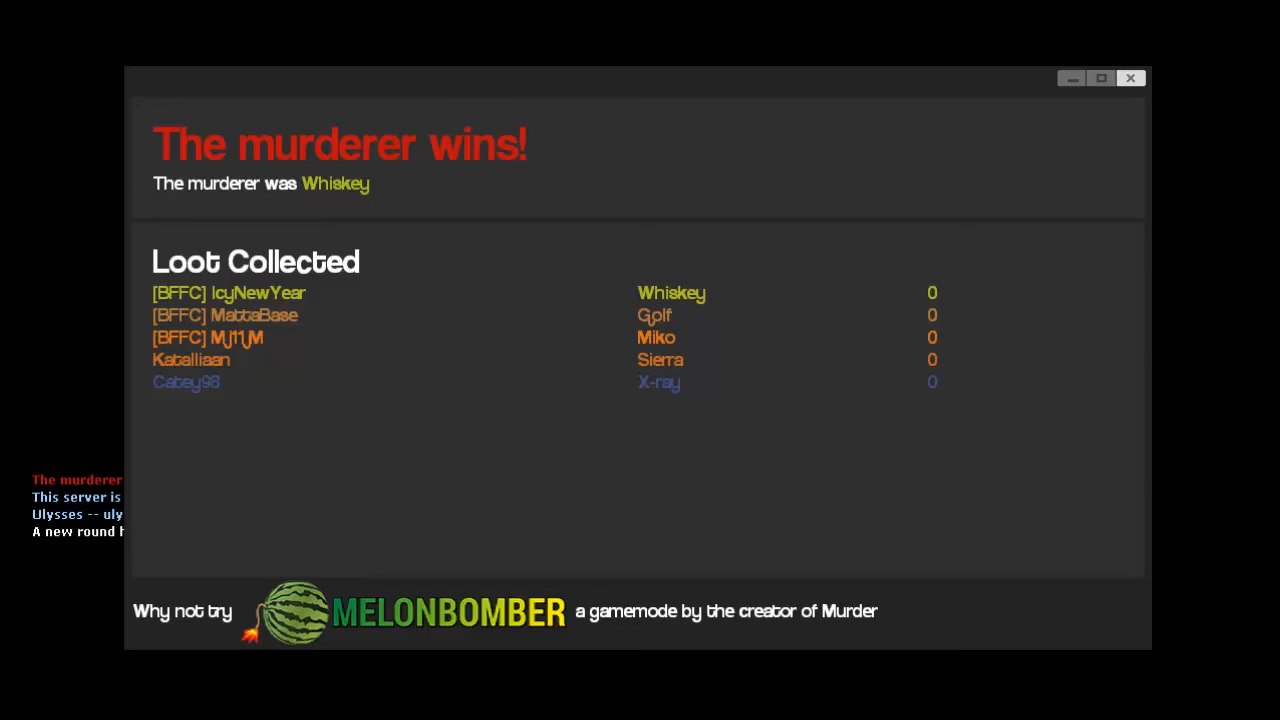 The murderer wins!
The murderer was Whiskey
Loot Collected
[BFFC] IcyNewYear Whiskey 0
[BFFC] MattaBase Golf 0
[BFFC] MJ11JM Miko 0
Katalliaan Sierra 0
Catey98 X-ray 0
The murderer
This server is
Ulysses -- uly
A new round h
Why not try MELONBOMBER a gamemode by the creator of Murder